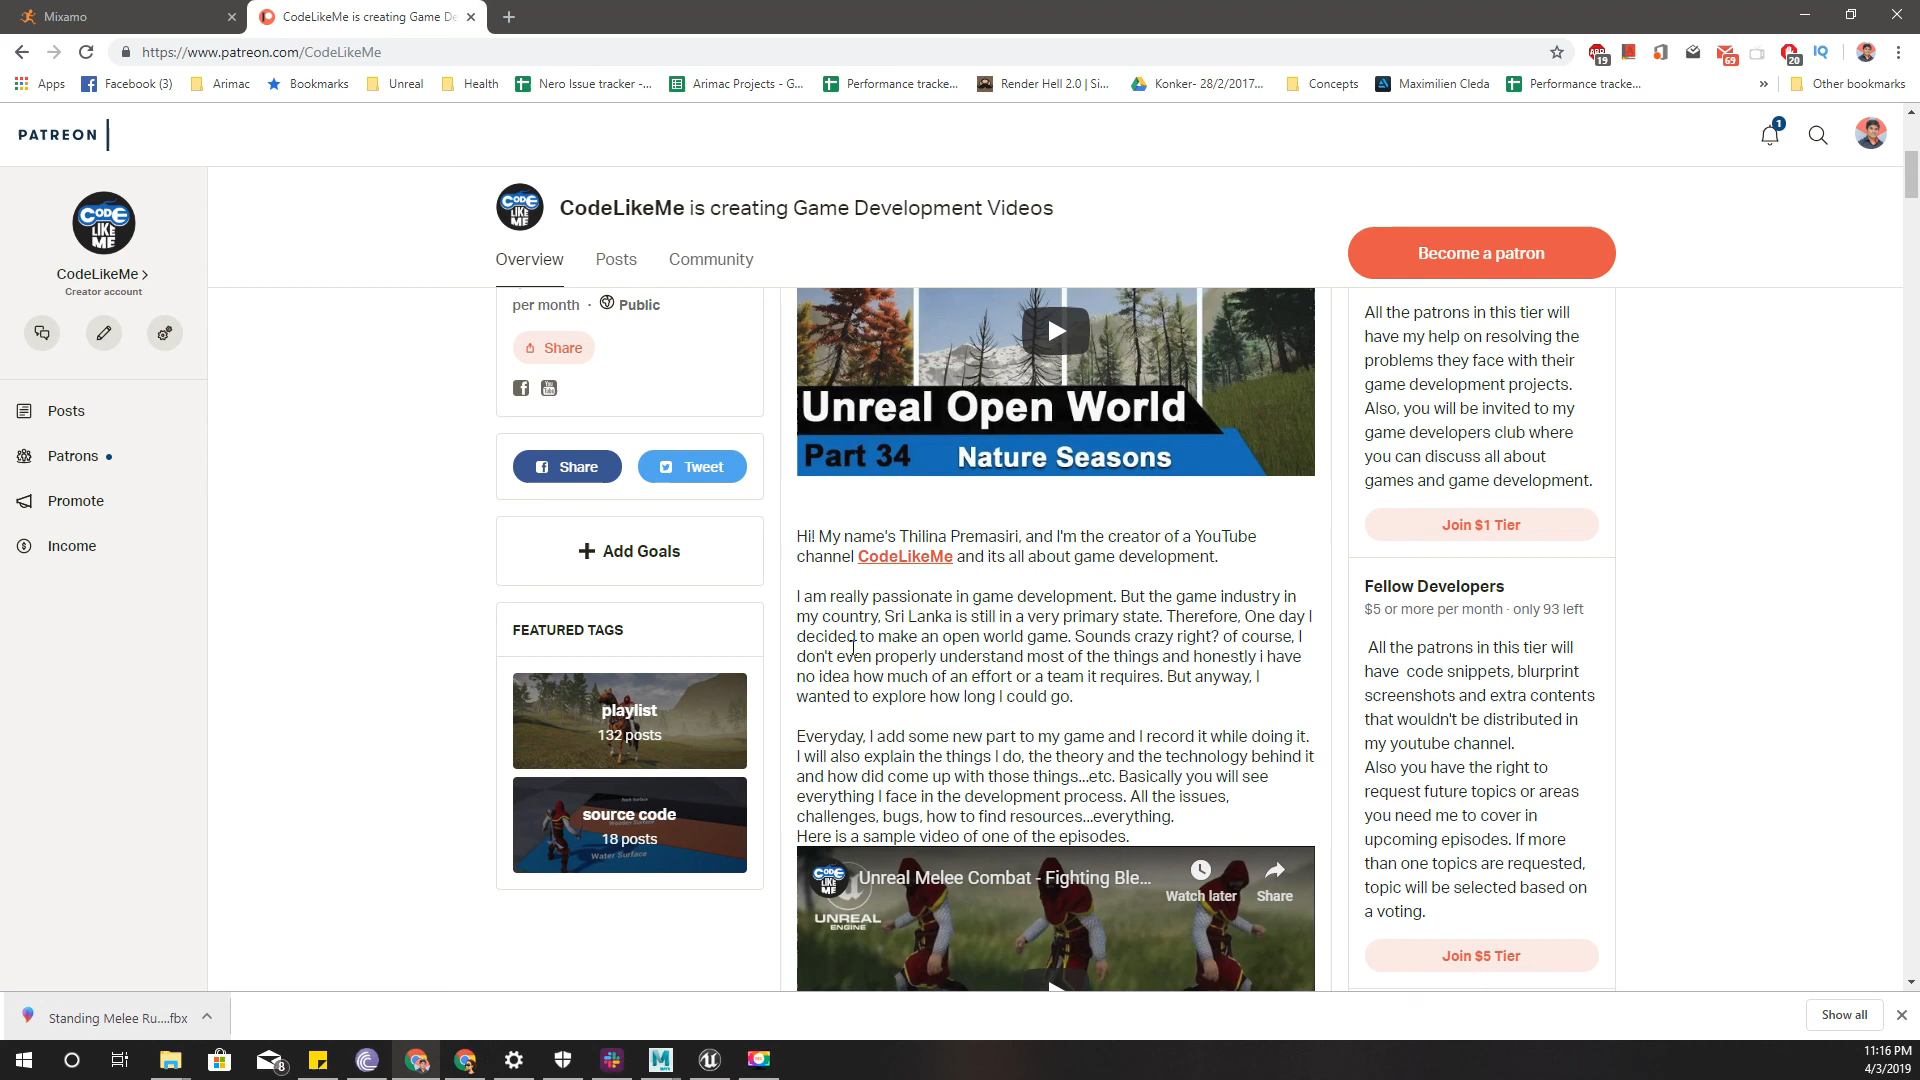 Mixamo
CodeLikeMe is creating Game De
https://www.patreon.com/CodeLikeMe
19
69
20
IQ
Apps
Facebook (3)
Arimac
Bookmarks
Unreal
Health
Nero Issue tracker -...
Arimac Projects - G...
Performance tracke...
Render Hell 2.0 | Si...
Konker- 28/2/2017...
Concepts
Maximilien Cleda
Performance tracke...
»
Other bookmarks
PATREON
1
CODE LIKE ME
CodeLikeMe >
Creator account
Posts
Patrons
Promote
Income
CODE LIKE ME
CodeLikeMe is creating Game Development Videos
Overview
Posts
Community
Become a patron
per month · Public
Share
Share
Tweet
+ Add Goals
FEATURED TAGS
playlist
132 posts
source code
18 posts
Water Surface
Unreal Open World
Part 34 Nature Seasons
Hi! My name's Thilina Premasiri, and I'm the creator of a YouTube
channel CodeLikeMe and its all about game development.
I am really passionate in game development. But the game industry in
my country, Sri Lanka is still in a very primary state. Therefore, One day I
decided to make an open world game. Sounds crazy right? of course, I
don't even properly understand most of the things and honestly i have
no idea how much of an effort or a team it requires. But anyway, I
wanted to explore how long I could go.
Everyday, I add some new part to my game and I record it while doing it.
I will also explain the things I do, the theory and the technology behind it
and how did come up with those things...etc. Basically you will see
everything I face in the development process. All the issues,
challenges, bugs, how to find resources...everything.
Here is a sample video of one of the episodes.
CODE LIKE ME
Unreal Melee Combat - Fighting Ble...
Watch later
Share
UNREAL
ENGINE
All the patrons in this tier will
have my help on resolving the
problems they face with their
game development projects.
Also, you will be invited to my
game developers club where
you can discuss all about
games and game development.
Join $1 Tier
Fellow Developers
$5 or more per month · only 93 left
All the patrons in this tier will
have code snippets, blurprint
screenshots and extra contents
that wouldn't be distributed in
my youtube channel.
Also you have the right to
request future topics or areas
you need me to cover in
upcoming episodes. If more
than one topics are requested,
topic will be selected based on
a voting.
Join $5 Tier
Standing Melee Ru....fbx
Show all
8
11:16 PM
4/3/2019